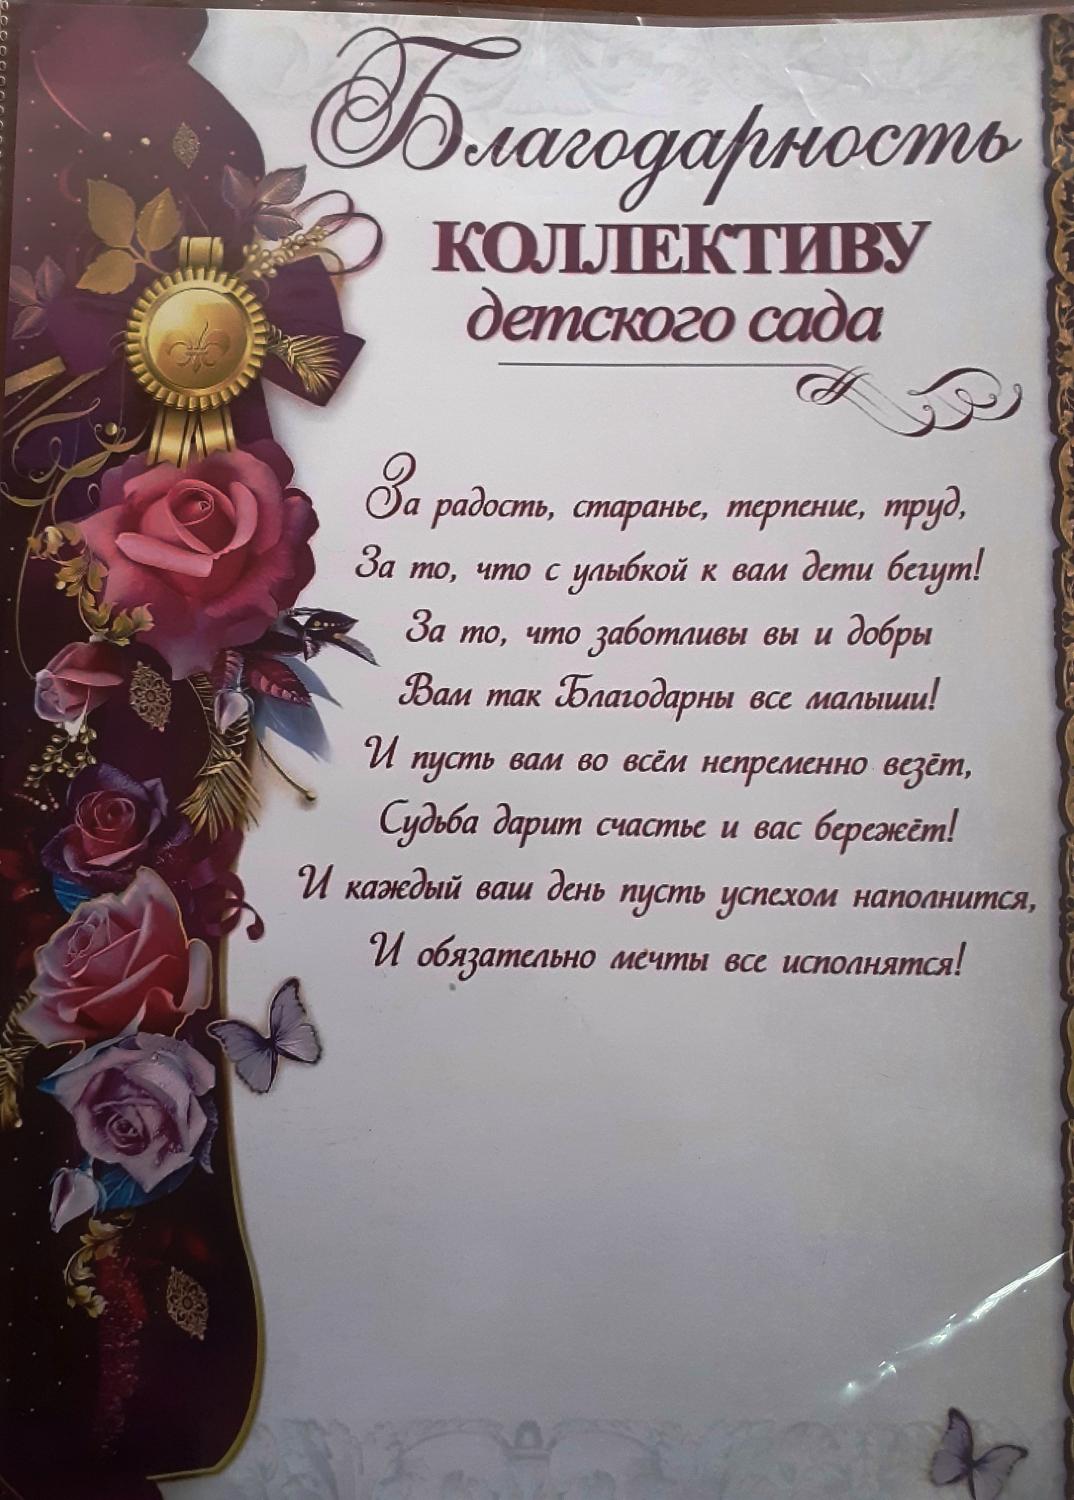 Благодарность
КОЛЛЕКТИВУ
детского сада
За радость, старанье, терпение, труд,
За то, что с улыбкой к вам дети бегут!
За то, что заботливы вы и добры
Вам так Благодарны все малыши!
И пусть вам во всём непременно везёт,
Судьба дарит счастье и вас бережёт!
И каждый ваш день пусть успехом наполнится,
И обязательно мечты все исполнятся!